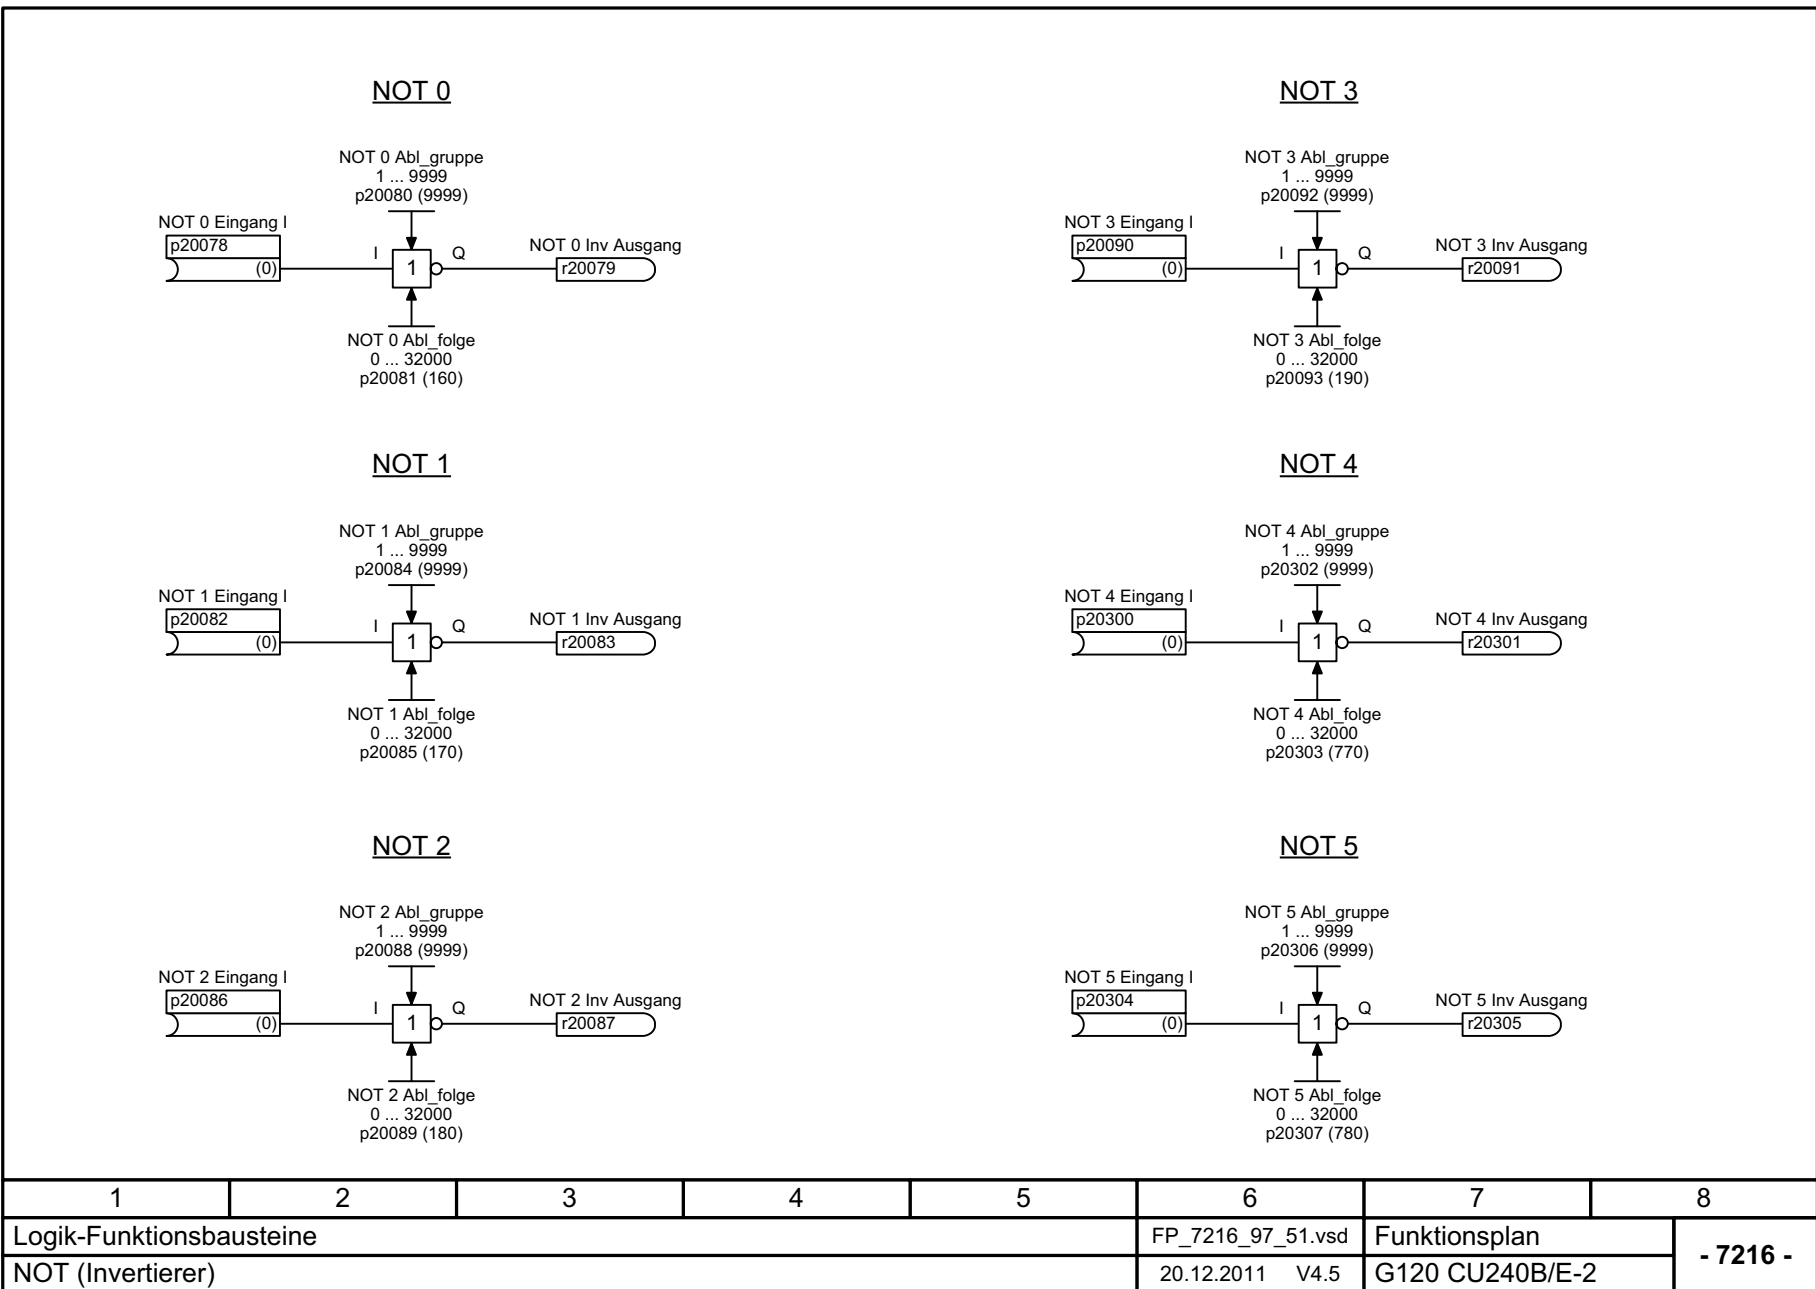 NOT 0
NOT 0 Abl_gruppe
1 ... 9999
p20080 (9999)
NOT 0 Eingang I
p20078
(0)
I
1
Q
NOT 0 Inv Ausgang
r20079
NOT 0 Abl_folge
0 ... 32000
p20081 (160)
NOT 3
NOT 3 Abl_gruppe
1 ... 9999
p20092 (9999)
NOT 3 Eingang I
p20090
(0)
I
1
Q
NOT 3 Inv Ausgang
r20091
NOT 3 Abl_folge
0 ... 32000
p20093 (190)
NOT 1
NOT 1 Abl_gruppe
1 ... 9999
p20084 (9999)
NOT 1 Eingang I
p20082
(0)
I
1
Q
NOT 1 Inv Ausgang
r20083
NOT 1 Abl_folge
0 ... 32000
p20085 (170)
NOT 4
NOT 4 Abl_gruppe
1 ... 9999
p20302 (9999)
NOT 4 Eingang I
p20300
(0)
I
1
Q
NOT 4 Inv Ausgang
r20301
NOT 4 Abl_folge
0 ... 32000
p20303 (770)
NOT 2
NOT 2 Abl_gruppe
1 ... 9999
p20088 (9999)
NOT 2 Eingang I
p20086
(0)
I
1
Q
NOT 2 Inv Ausgang
r20087
NOT 2 Abl_folge
0 ... 32000
p20089 (180)
NOT 5
NOT 5 Abl_gruppe
1 ... 9999
p20306 (9999)
NOT 5 Eingang I
p20304
(0)
I
1
Q
NOT 5 Inv Ausgang
r20305
NOT 5 Abl_folge
0 ... 32000
p20307 (780)
1 2 3 4 5 6 7 8
Logik-Funktionsbausteine FP_7216_97_51.vsd Funktionsplan
- 7216 -
NOT (Invertierer) 20.12.2011 V4.5 G120 CU240B/E-2